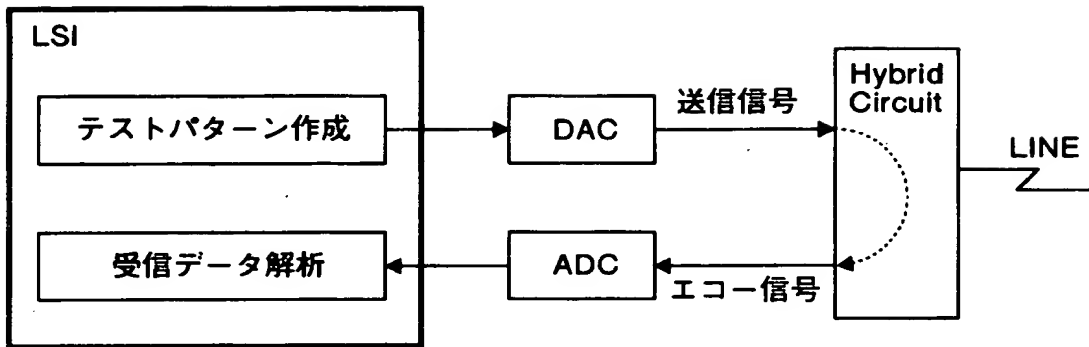 LSI
テストパターン作成
DAC
送信信号
Hybrid
Circuit
LINE
受信データ解析
ADC
エコー信号